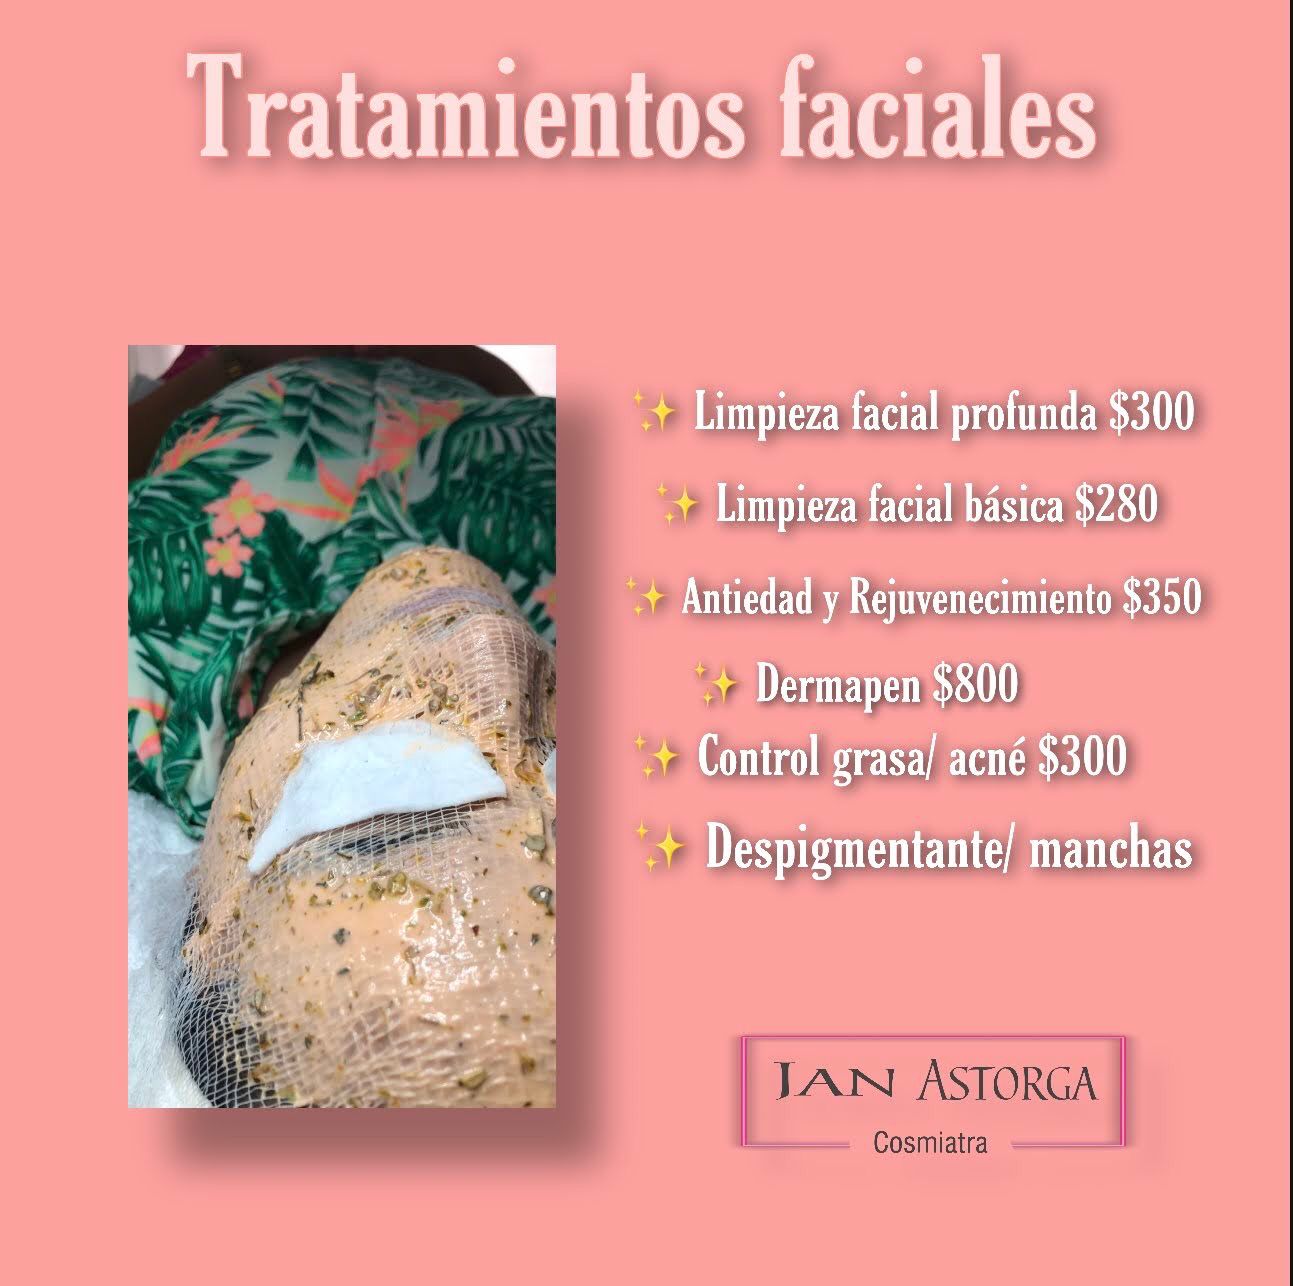 Tratamientos faciales
✨ Limpieza facial profunda $300
✨ Limpieza facial básica $280
✨ Antiedad y Rejuvenecimiento $350
✨ Dermapen $800
✨ Control grasa/ acné $300
✨ Despigmentante/ manchas
JAN ASTORGA
Cosmiatra